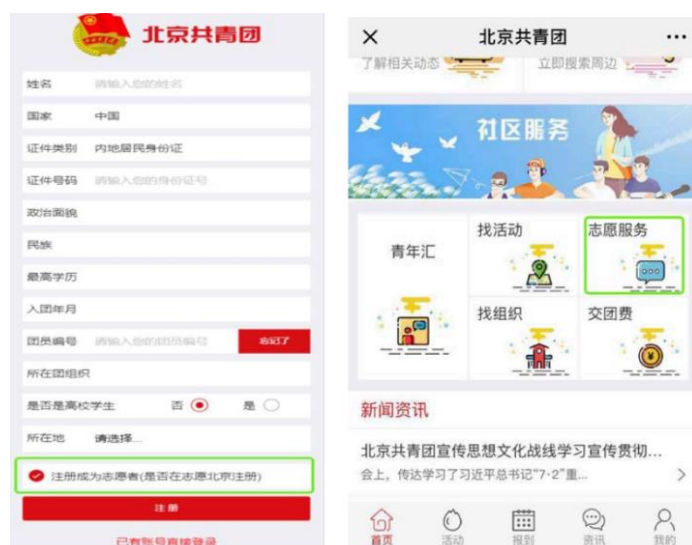 北京共青团
姓名 请输入您的姓名
国家 中国
证件类别 内地居民身份证
证件号码 请输入您的身份证号
政治面貌
民族
最高学历
入团年月
团员编号 请输入您的团员编号 忘记了
所在团组织
是否是高校学生 否 是
所在地 请选择...
注册成为志愿者(是否在志愿北京注册)
注册
已有账号直接登录
北京共青团
了解相关动态 立即搜索周边
社区服务
青年汇
找活动
志愿服务
找组织
交团费
新闻资讯
北京共青团宣传思想文化战线学习宣传贯彻...
会上，传达学习了习近平总书记“7·2”重...
首页 活动 报到 资讯 我的